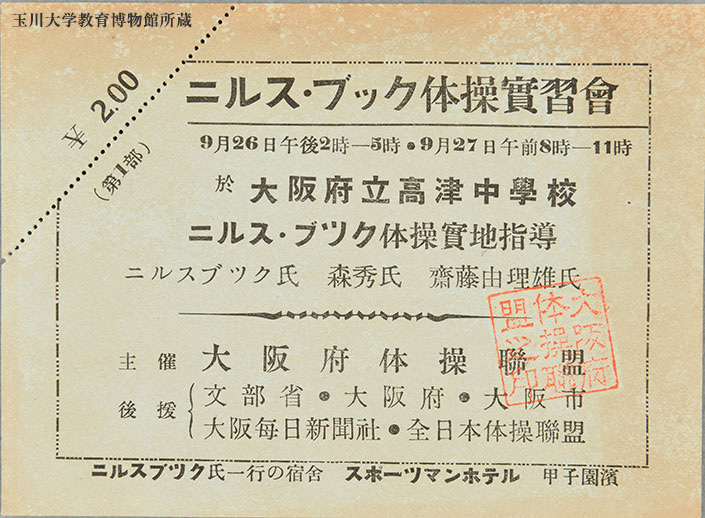 玉川大学教育博物館所蔵
¥ 2.00
(第1部)
ニルス・ブック体操實習會
9月26日午後2時―5時・9月27日午前8時―11時
於 大阪府立高津中學校
ニルス・ブツク体操實地指導
ニルスブツク氏 森秀氏 齋藤由理雄氏
主催 大阪府体操聯盟
後援 文部省・大阪府・大阪市
大阪每日新聞社・全日本体操聯盟
大阪府
体操聯
盟之印
ニルスブツク氏一行の宿舍 スポーツマンホテル 甲子園濱